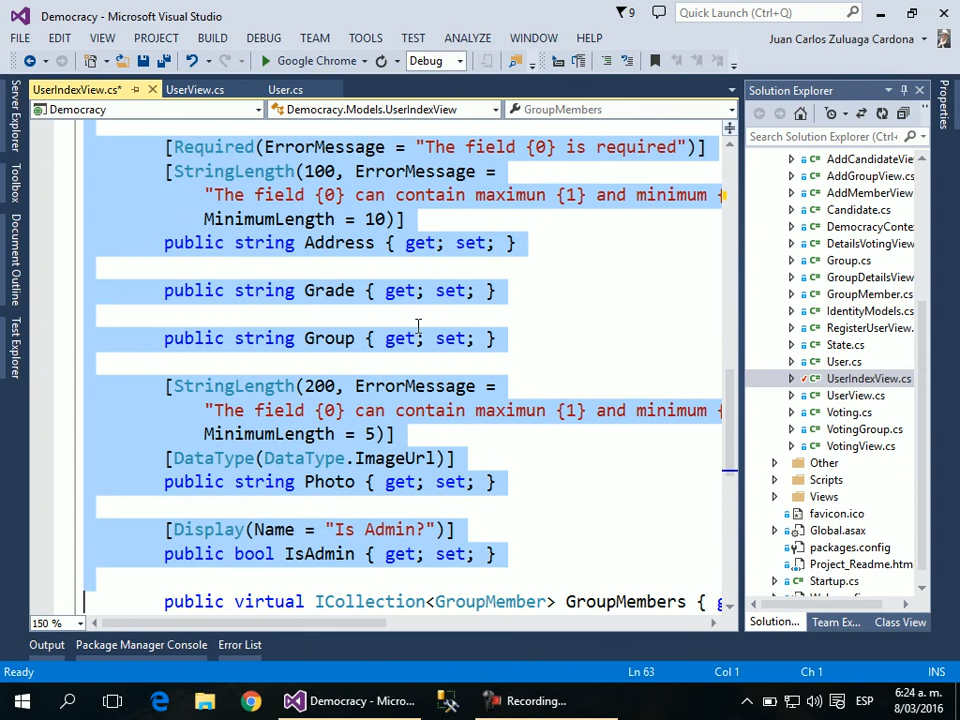 Democracy - Microsoft Visual Studio
9
Quick Launch (Ctrl+Q)
FILE EDIT VIEW PROJECT BUILD DEBUG TEAM TOOLS TEST ANALYZE WINDOW HELP
Juan Carlos Zuluaga Cardona
Google Chrome
Debug
UserIndexView.cs*
UserView.cs
User.cs
Democracy
Democracy.Models.UserIndexView
GroupMembers
Server Explorer
Toolbox
Document Outline
Test Explorer
[Required(ErrorMessage = "The field {0} is required")]
[StringLength(100, ErrorMessage =
"The field {0} can contain maximun {1} and minimum {
MinimumLength = 10)]
public string Address { get; set; }
public string Grade { get; set; }
public string Group { get; set; }
[StringLength(200, ErrorMessage =
"The field {0} can contain maximun {1} and minimum {
MinimumLength = 5)]
[DataType(DataType.ImageUrl)]
public string Photo { get; set; }
[Display(Name = "Is Admin?")]
public bool IsAdmin { get; set; }
public virtual ICollection<GroupMember> GroupMembers { g
150 %
Solution Explorer
Search Solution Explorer (Ctrl+
AddCandidateVie
AddGroupView.cs
AddMemberView
Candidate.cs
DemocracyConte
DetailsVotingView
Group.cs
GroupDetailsView
GroupMember.cs
IdentityModels.cs
RegisterUserView.
State.cs
User.cs
UserIndexView.cs
UserView.cs
Voting.cs
VotingGroup.cs
VotingView.cs
Other
Scripts
Views
favicon.ico
Global.asax
packages.config
Project_Readme.htm
Startup.cs
Solution... Team Ex... Class View
Properties
Output Package Manager Console Error List
Ready
Ln 63
Col 1
Ch 1
INS
Democracy - Micro...
Recording...
ESP
6:24 a. m.
8/03/2016